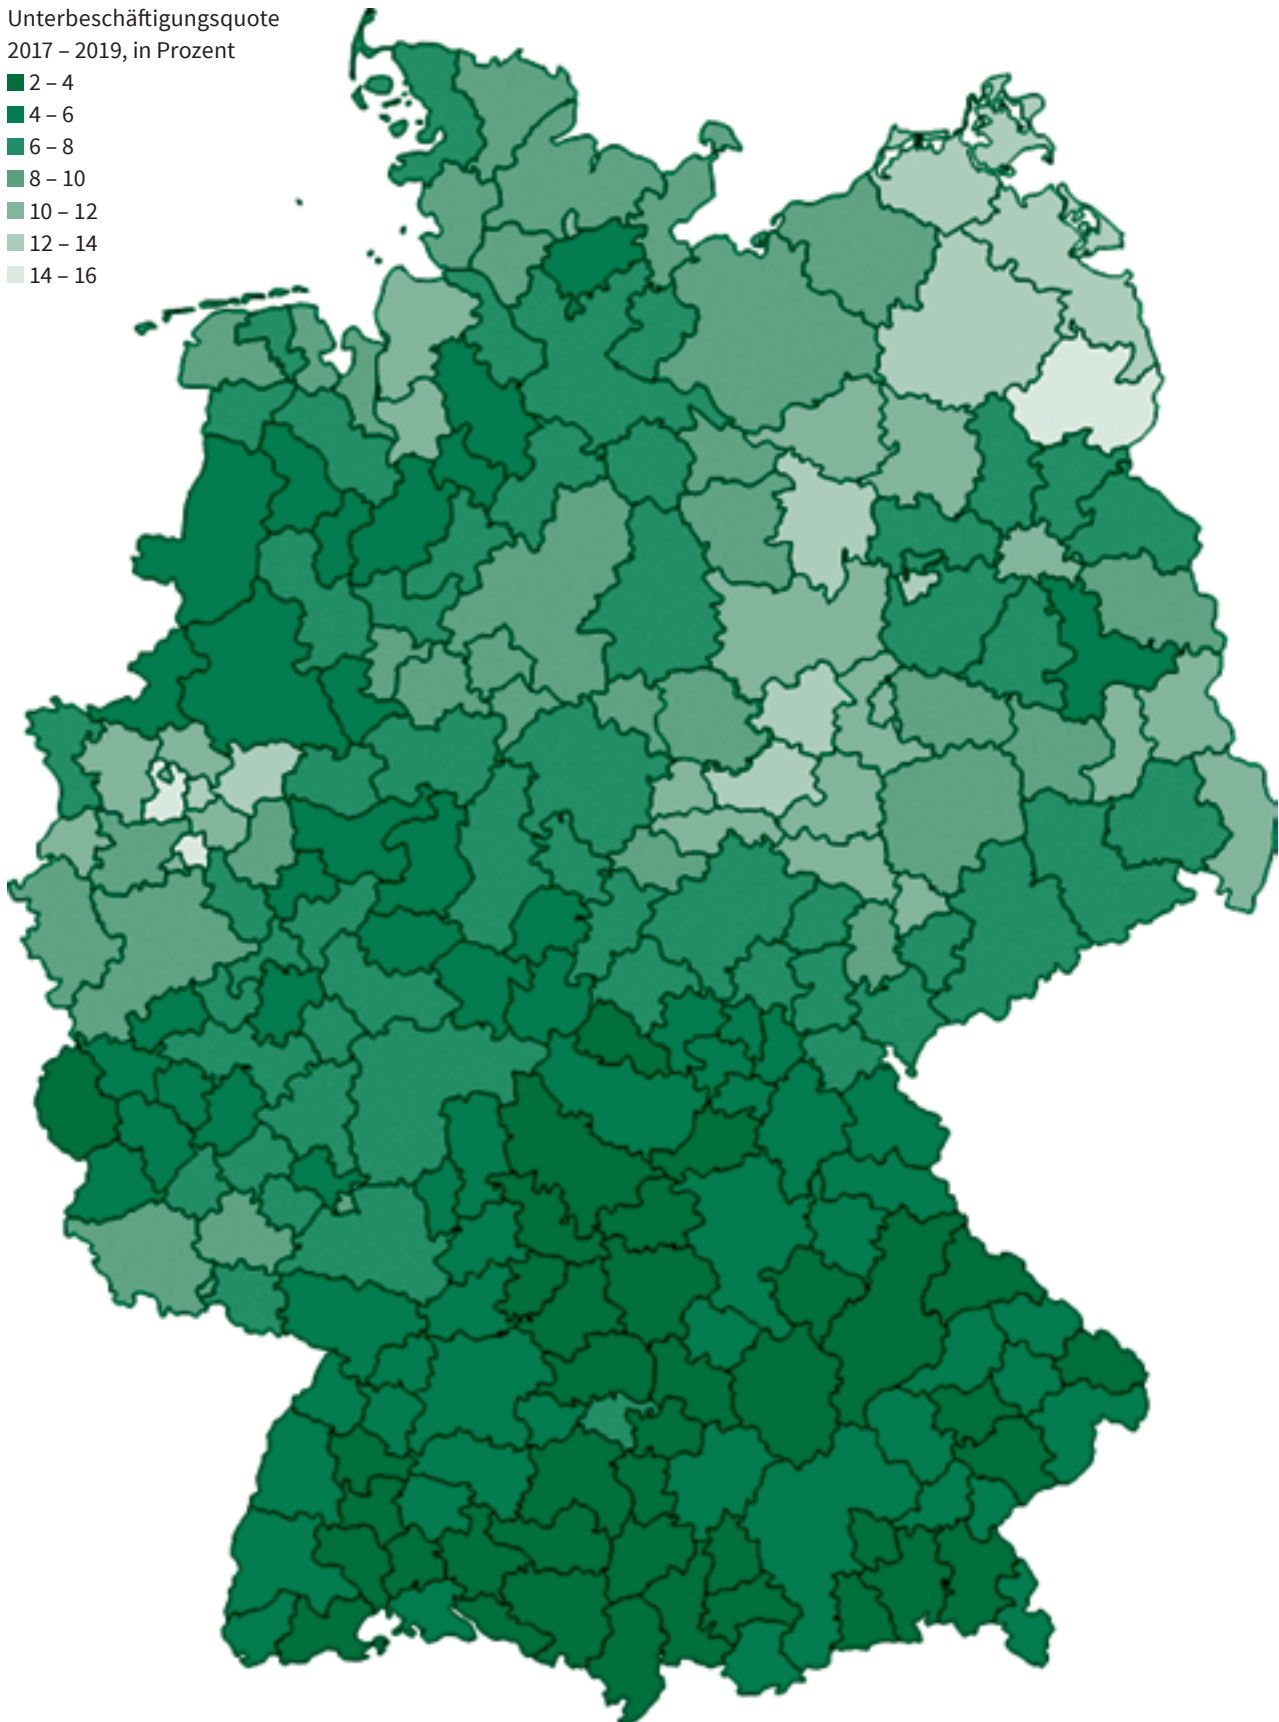 Unterbeschäftigungsquote
2017 – 2019, in Prozent
2 – 4
4 – 6
6 – 8
8 – 10
10 – 12
12 – 14
14 – 16